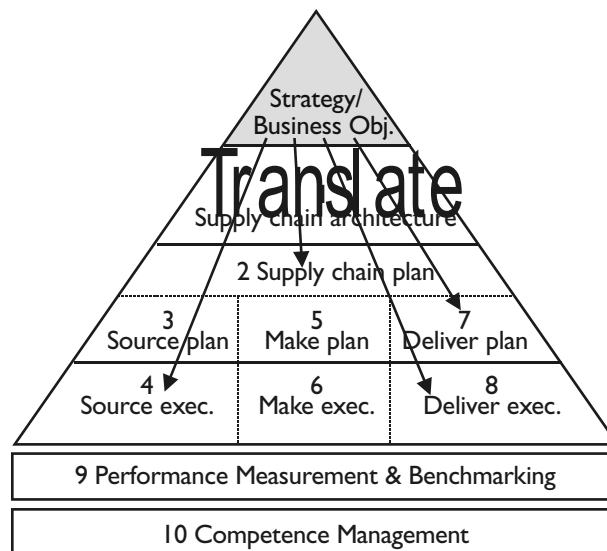 Strategy/
Business Obj.
Translate
Supply chain architecture
2 Supply chain plan
3
Source plan
5
Make plan
7
Deliver plan
4
Source exec.
6
Make exec.
8
Deliver exec.
9 Performance Measurement & Benchmarking
10 Competence Management